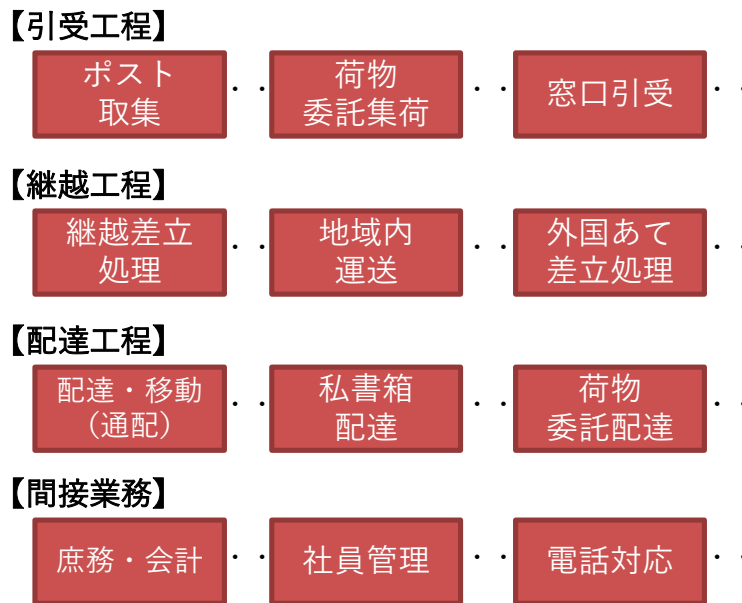 【引受工程】
ポスト
取集
・・
荷物
委託集荷
・・
窓口引受
・・
【継越工程】
継越差立
処理
・・
地域内
運送
・・
外国あて
差立処理
・・
【配達工程】
配達・移動
（通配）
・・
私書箱
配達
・・
荷物
委託配達
・・
【間接業務】
庶務・会計
・・
社員管理
・・
電話対応
・・